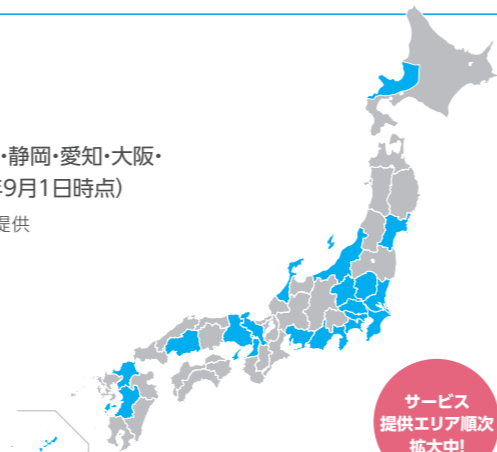 ・静岡・愛知・大阪・
年9月1日時点）
提供
サービス
提供エリア順次
拡大中!